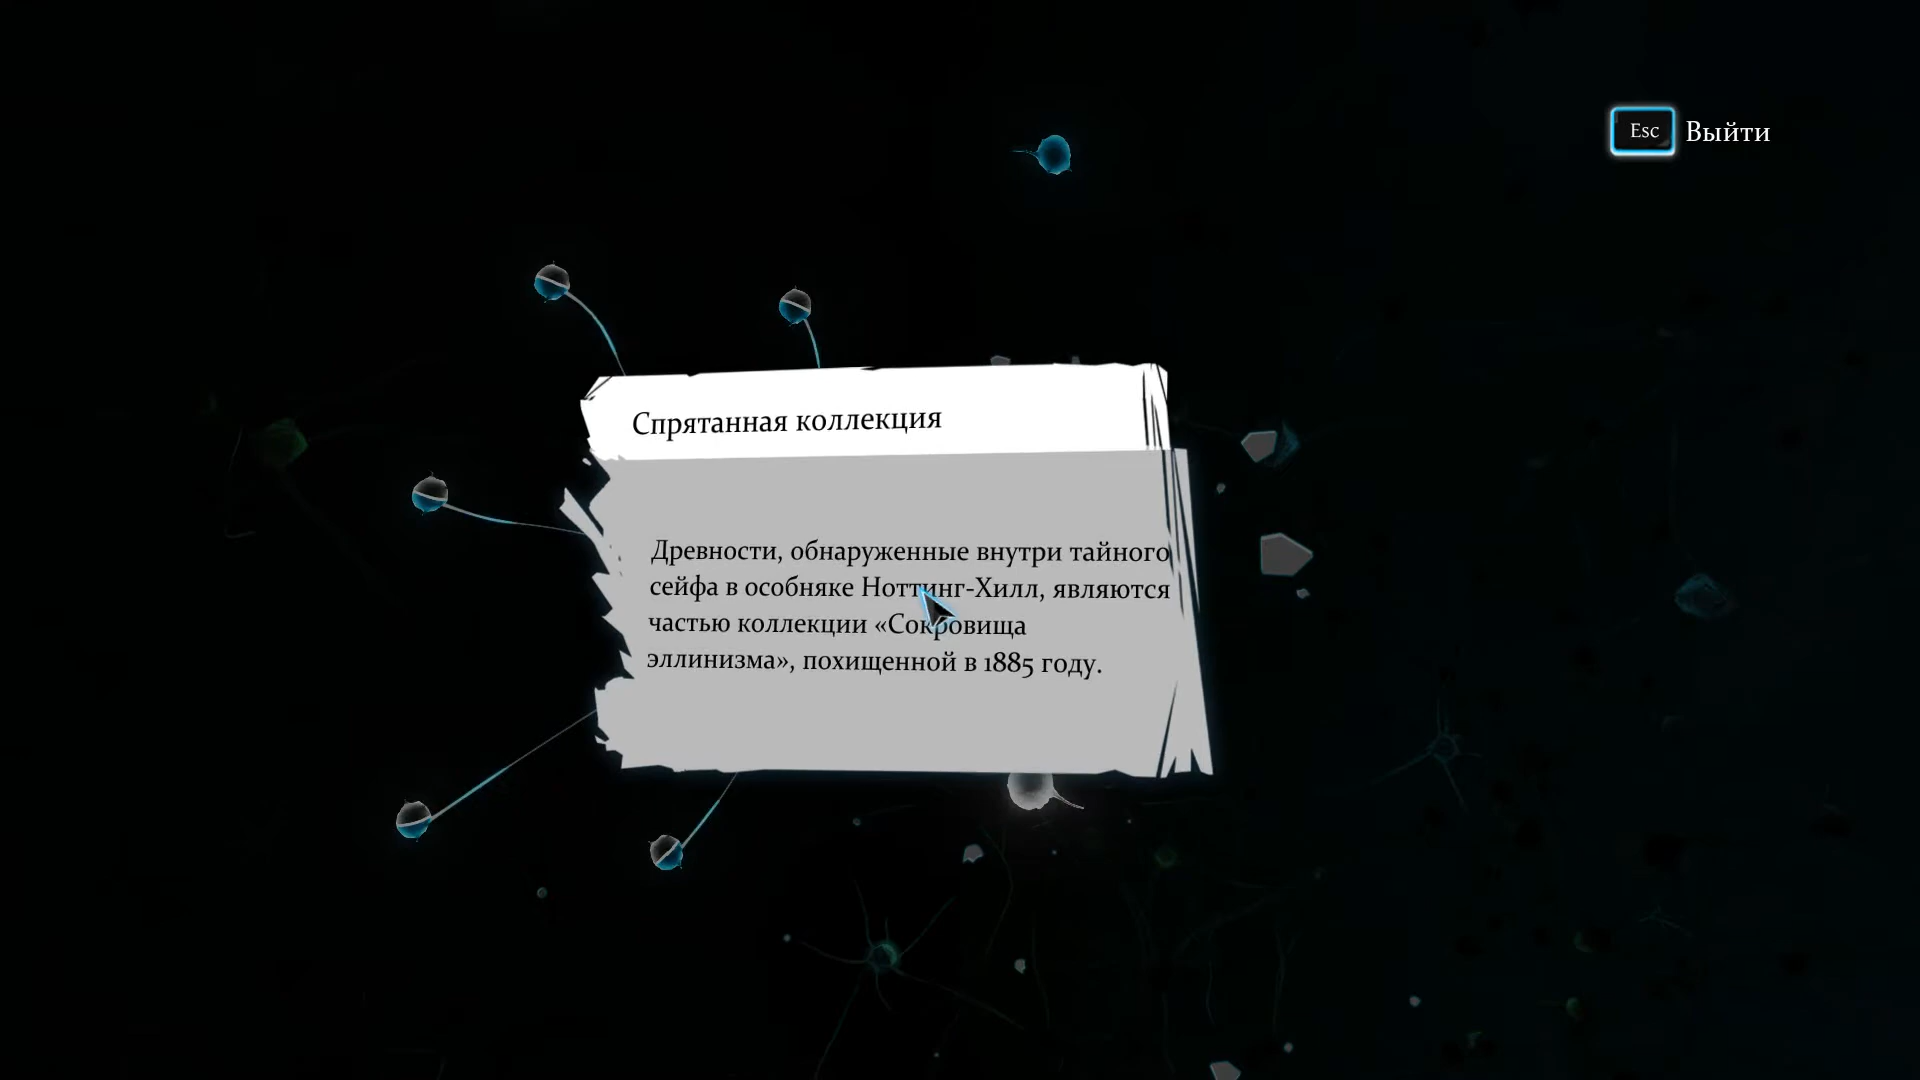 Esc Выйти
Спрятанная коллекция
Древности, обнаруженные внутри тайного
сейфа в особняке Ноттинг-Хилл, являются
частью коллекции «Сокровища
эллинизма», похищенной в 1885 году.